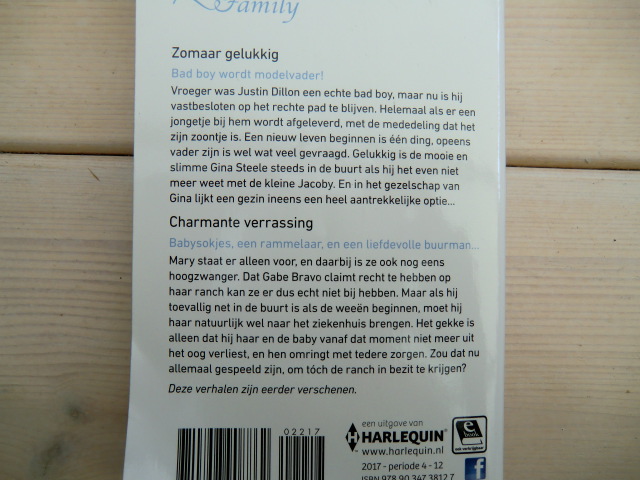 Family
Zomaar gelukkig
Bad boy wordt modelvader!
Vroeger was Justin Dillon een echte bad boy, maar nu is hij
vastbesloten op het rechte pad te blijven. Helemaal als er een
jongetje bij hem wordt afgeleverd, met de mededeling dat het
zijn zoontje is. Een nieuw leven beginnen is één ding, opeens
vader zijn is wel wat veel gevraagd. Gelukkig is de mooie en
slimme Gina Steele steeds in de buurt als hij het even niet
meer weet met de kleine Jacoby. En in het gezelschap van
Gina lijkt een gezin ineens een heel aantrekkelijke optie...
Charmante verrassing
Babysokjes, een rammelaar, en een liefdevolle buurman...
Mary staat er alleen voor, en daarbij is ze ook nog eens
hoogzwanger. Dat Gabe Bravo claimt recht te hebben op
haar ranch kan ze er dus echt niet bij hebben. Maar als hij
toevallig net in de buurt is als de weeën beginnen, moet hij
haar natuurlijk wel naar het ziekenhuis brengen. Het gekke is
alleen dat hij haar en de baby vanaf dat moment niet meer uit
het oog verliest, en hen omringt met tedere zorgen. Zou dat nu
allemaal gespeeld zijn, om tóch de ranch in bezit te krijgen?
Deze verhalen zijn eerder verschenen.
02217
een uitgove van
HARLEQUIN®
www.harlequin.nl
2017 - periode 4 - 12
ISBN 978 90 347 3812 7
e
book
ook verkrijgbaar
f